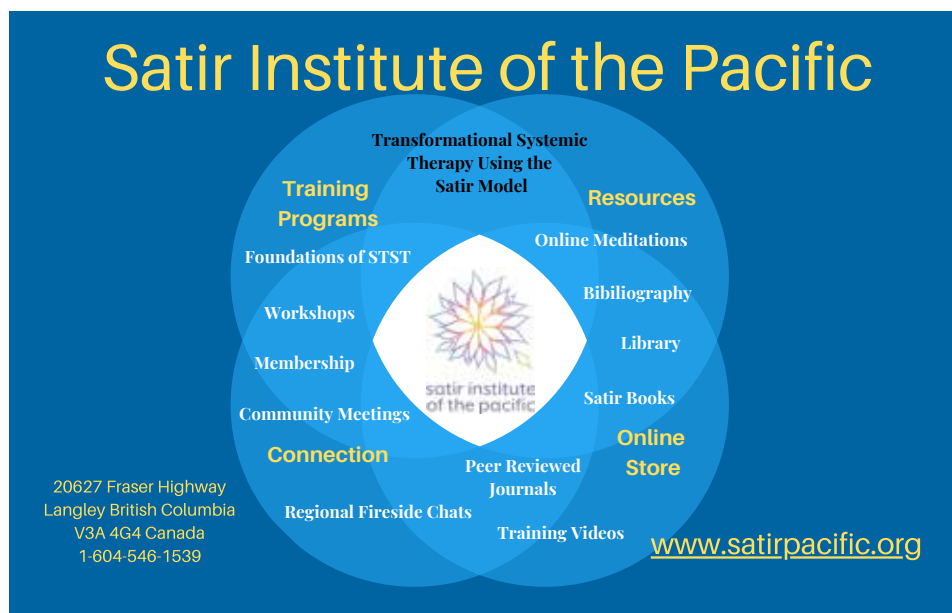 Satir Institute of the Pacific
Transformational Systemic
Therapy Using the
Satir Model
Training
Programs
Foundations of STST
Workshops
Membership
Community Meetings
Connection
Regional Fireside Chats
Resources
Online Meditations
Bibiliography
Library
Satir Books
Online
Store
Peer Reviewed
Journals
Training Videos
satir institute
of the pacific
20627 Fraser Highway
Langley British Columbia
V3A 4G4 Canada
1-604-546-1539
www.satirpacific.org